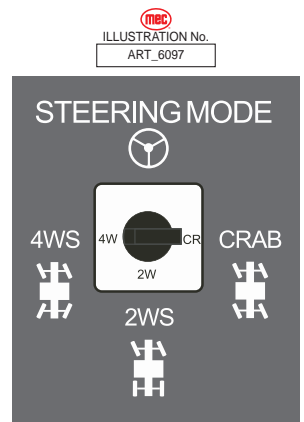 mec
ILLUSTRATION No.
ART_6097
STEERING MODE
4WS
4W
CR
CRAB
2W
2WS